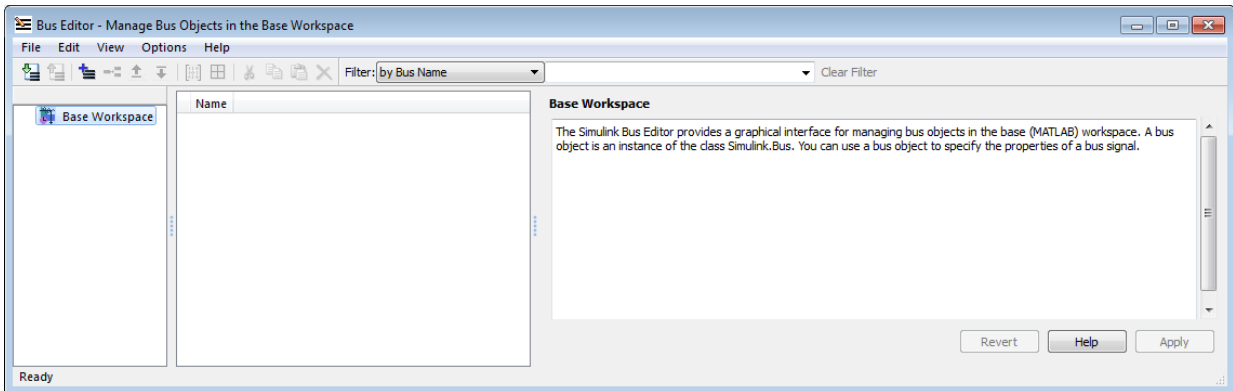 Bus Editor - Manage Bus Objects in the Base Workspace
File Edit View Options Help
Filter: by Bus Name Clear Filter
Base Workspace
Name
Base Workspace
The Simulink Bus Editor provides a graphical interface for managing bus objects in the base (MATLAB) workspace. A bus
object is an instance of the class Simulink.Bus. You can use a bus object to specify the properties of a bus signal.
Revert Help Apply
Ready